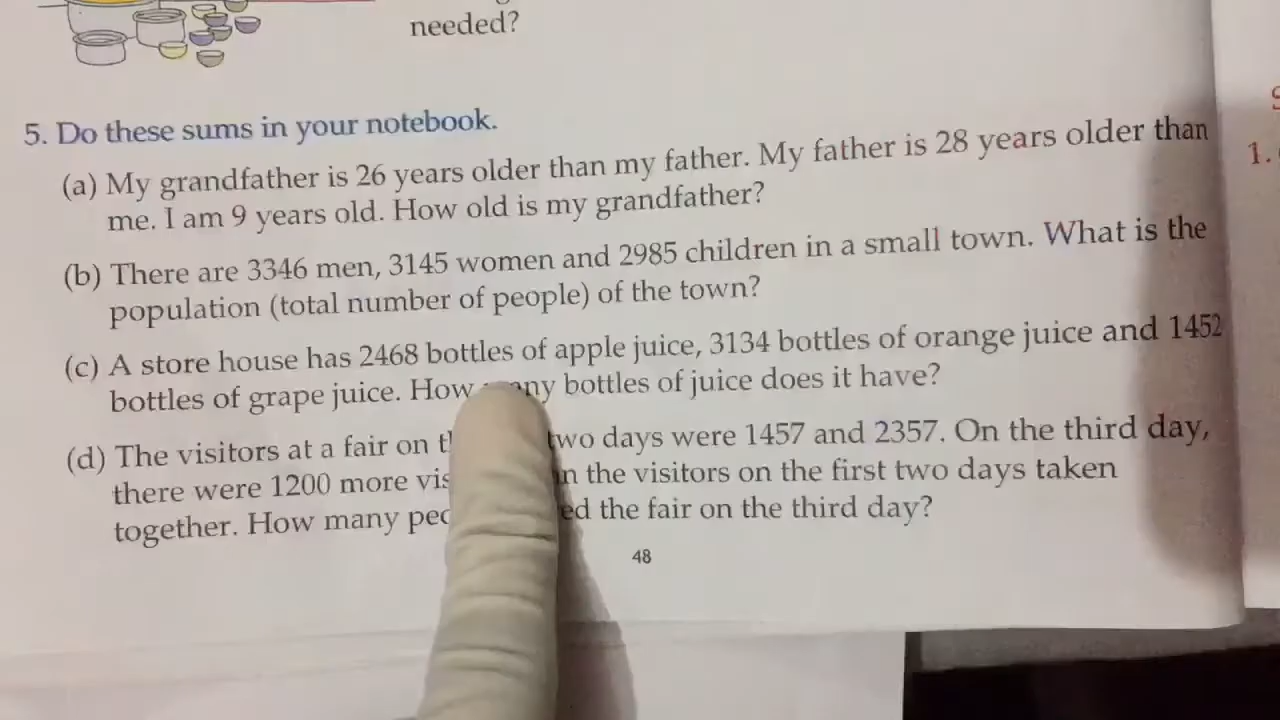 needed?
5. Do these sums in your notebook.
(a) My grandfather is 26 years older than my father. My father is 28 years older than
me. I am 9 years old. How old is my grandfather?
(b) There are 3346 men, 3145 women and 2985 children in a small town. What is the
population (total number of people) of the town?
(c) A store house has 2468 bottles of apple juice, 3134 bottles of orange juice and 1452
bottles of grape juice. How many bottles of juice does it have?
(d) The visitors at a fair on two days were 1457 and 2357. On the third day,
there were 1200 more the visitors on the first two days taken
together. How many the fair on the third day?
48
1.